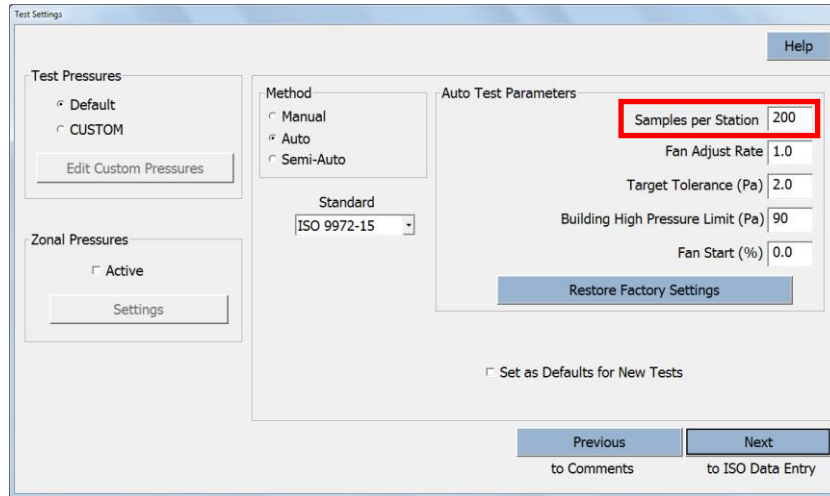 Test Settings
Help
Test Pressures
Default
CUSTOM
Edit Custom Pressures
Zonal Pressures
Active
Settings
Method
Manual
Auto
Semi-Auto
Standard
ISO 9972-15
Auto Test Parameters
Samples per Station 200
Fan Adjust Rate 1.0
Target Tolerance (Pa) 2.0
Building High Pressure Limit (Pa) 90
Fan Start (%) 0.0
Restore Factory Settings
Set as Defaults for New Tests
Previous
to Comments
Next
to ISO Data Entry